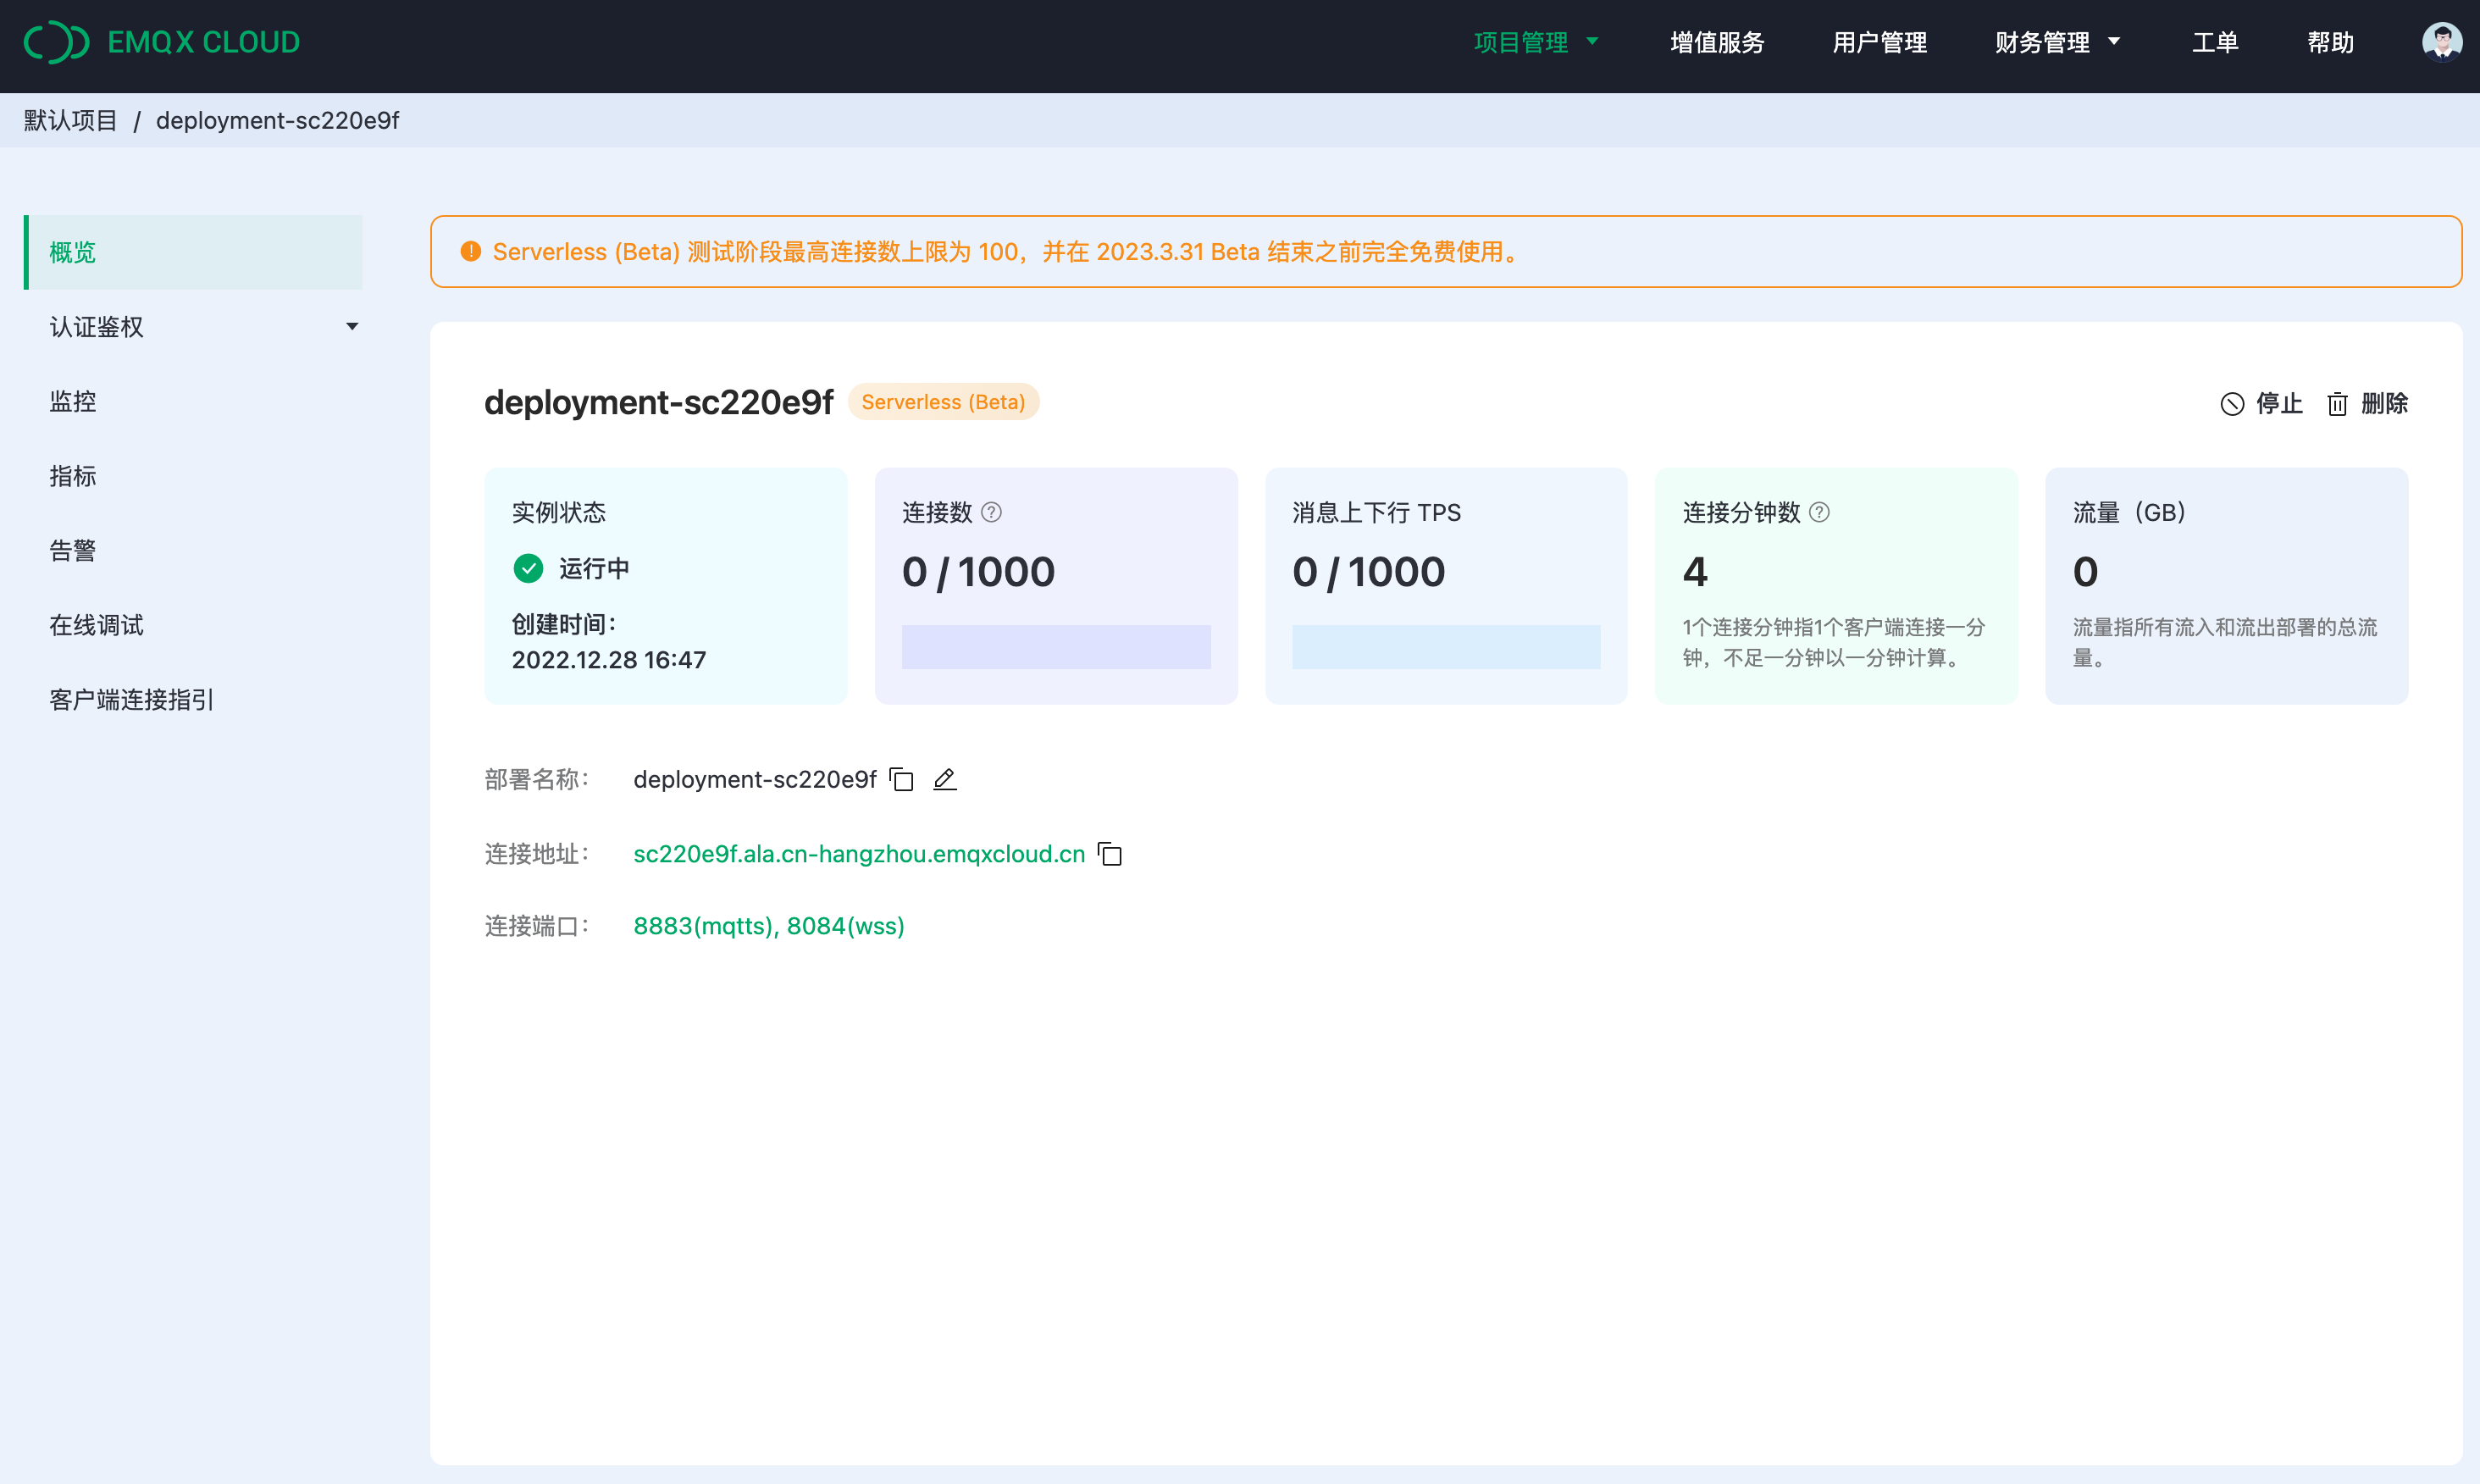 EMQX CLOUD
项目管理 增值服务 用户管理 财务管理 工单 帮助
默认项目 / deployment-sc220e9f
概览
认证鉴权
监控
指标
告警
在线调试
客户端连接指引
Serverless (Beta) 测试阶段最高连接数上限为 100，并在 2023.3.31 Beta 结束之前完全免费使用。
deployment-sc220e9f Serverless (Beta)
停止 删除
实例状态
运行中
创建时间：
2022.12.28 16:47
连接数
0 / 1000
消息上下行 TPS
0 / 1000
连接分钟数
4
1个连接分钟指1个客户端连接一分
钟，不足一分钟以一分钟计算。
流量（GB）
0
流量指所有流入和流出部署的总流
量。
部署名称： deployment-sc220e9f
连接地址： sc220e9f.ala.cn-hangzhou.emqxcloud.cn
连接端口： 8883(mqtts), 8084(wss)